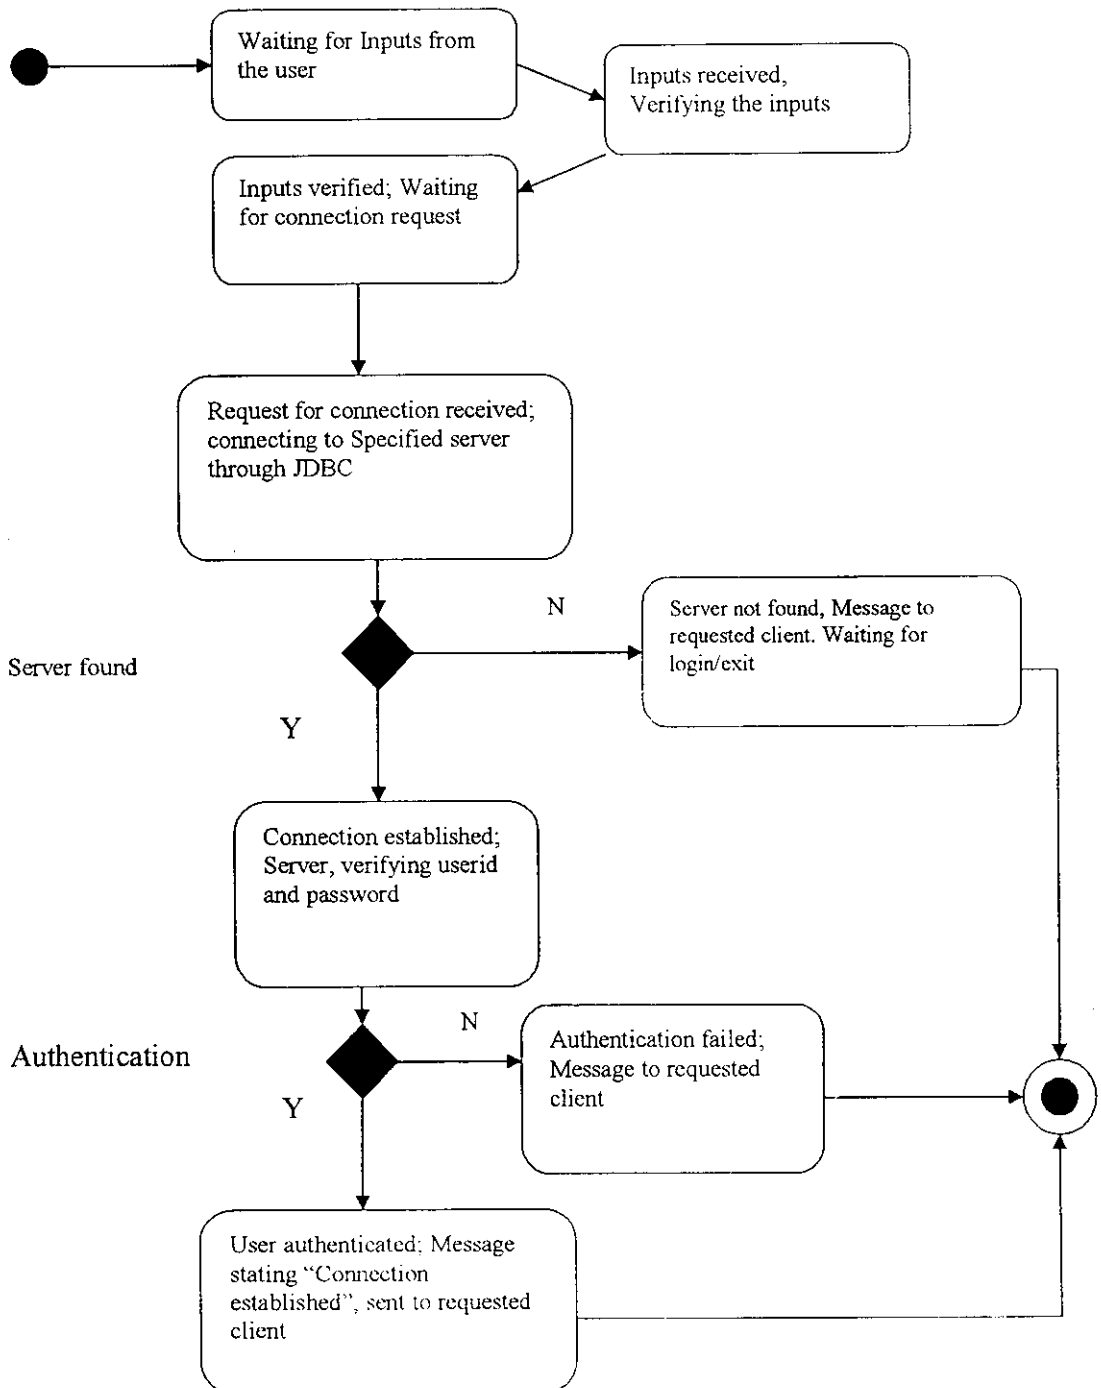 Waiting for Inputs from
the user
Inputs received,
Verifying the inputs
Inputs verified; Waiting
for connection request
Request for connection received;
connecting to Specified server
through JDBC
N
Server not found, Message to
requested client. Waiting for
login/exit
Server found
Y
Connection established;
Server, verifying userid
and password
N
Authentication failed;
Message to requested
client
Authentication
Y
User authenticated; Message
stating “Connection
established”, sent to requested
client